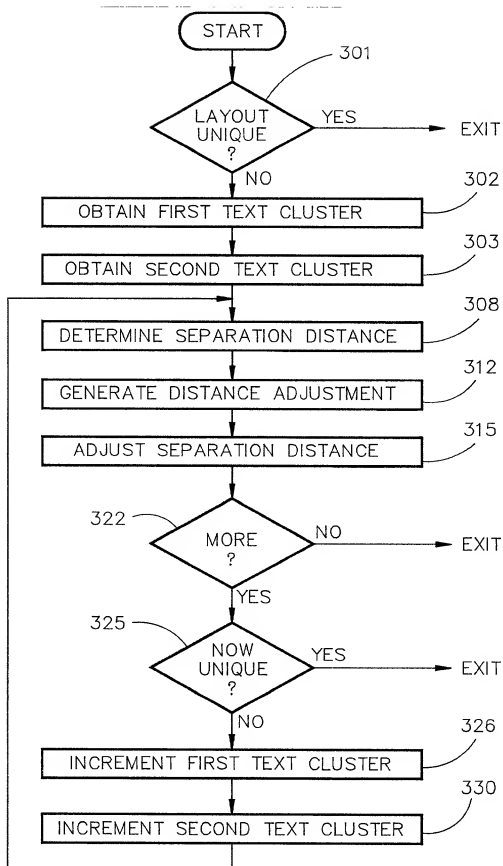 START
301
LAYOUT
UNIQUE
?
YES
EXIT
NO
302
OBTAIN FIRST TEXT CLUSTER
303
OBTAIN SECOND TEXT CLUSTER
308
DETERMINE SEPARATION DISTANCE
312
GENERATE DISTANCE ADJUSTMENT
315
ADJUST SEPARATION DISTANCE
322
MORE
?
NO
EXIT
YES
325
NOW
UNIQUE
?
YES
EXIT
NO
326
INCREMENT FIRST TEXT CLUSTER
330
INCREMENT SECOND TEXT CLUSTER